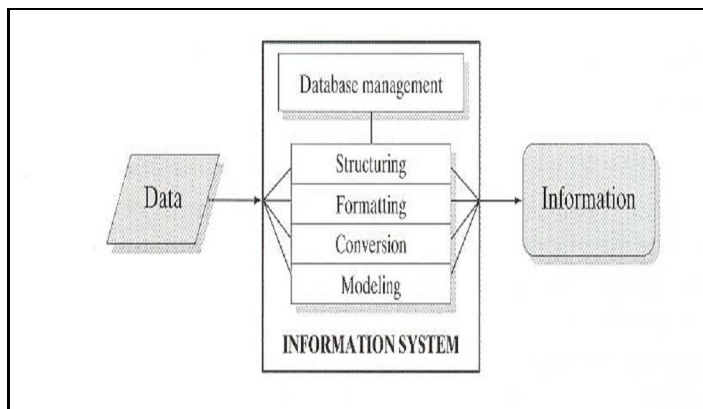 Database management
Structuring
Data
Formatting
Information
Conversion
Modeling
INFORMATION SYSTEM